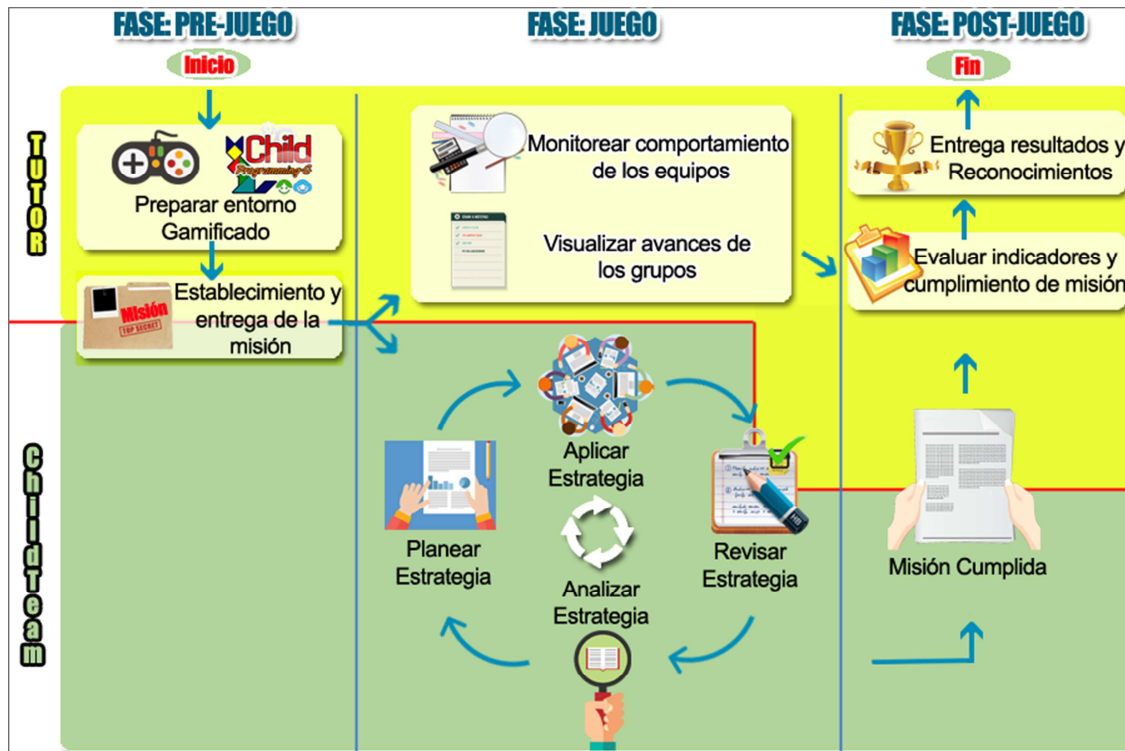 FASE: PRE-JUEGO
FASE: JUEGO
FASE: POST-JUEGO
Inicio
Fin
TUTOR
Child
Programming-G
Preparar entorno
Gamificado
Misión
TOP SECRET
Establecimiento y
entrega de la
misión
Monitorear comportamiento
de los equipos
Visualizar avances de
los grupos
Entrega resultados y
Reconocimientos
Evaluar indicadores y
cumplimiento de misión
ChildTeam
Aplicar
Estrategia
Planear
Estrategia
Revisar
Estrategia
HB
Analizar
Estrategia
Misión Cumplida